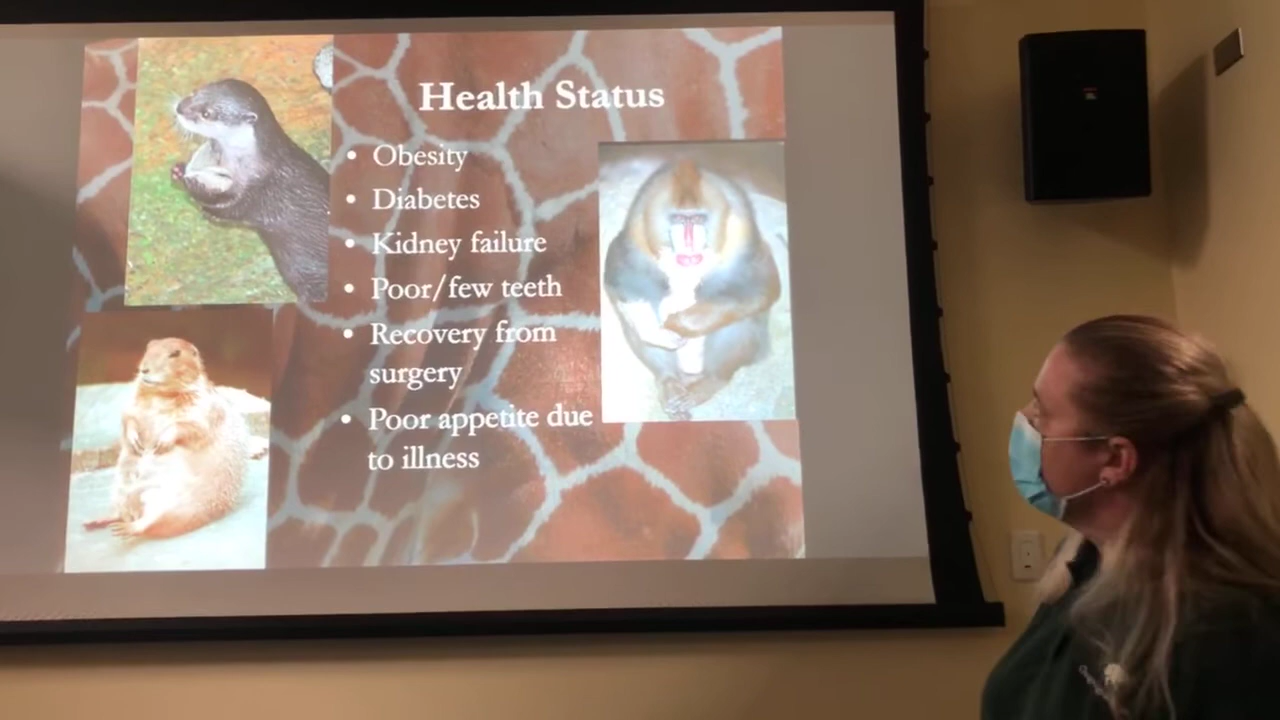 Health Status
• Obesity
• Diabetes
• Kidney failure
• Poor/few teeth
• Recovery from
surgery
• Poor appetite due
to illness